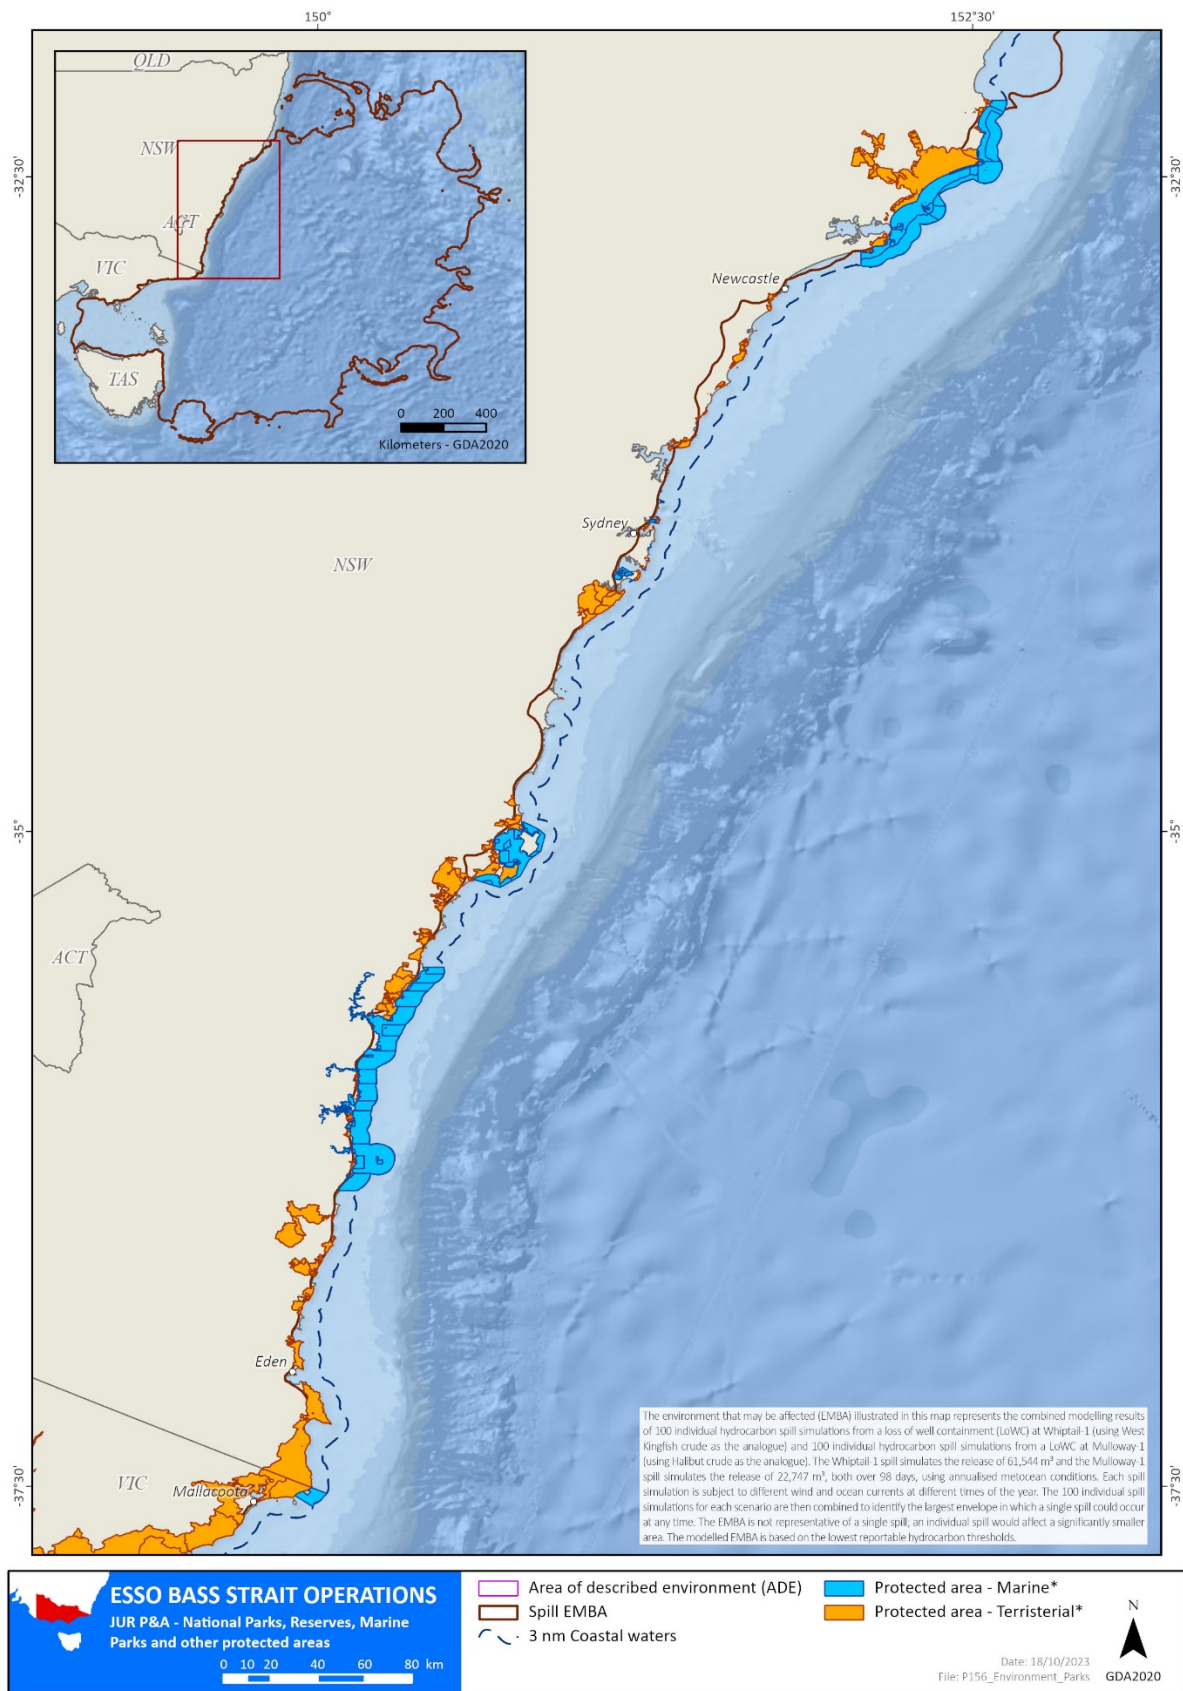 150°
152°30'
QLD
NSW
ACT
VIC
TAS
0 200 400
Kilometers - GDA2020
-32°30'
-32°30'
Newcastle
Sydney
NSW
-35°
-35°
ACT
Eden
VIC
Mallacoota
-37°30'
-37°30'
The environment that may be affected (EMBA) illustrated in this map represents the combined modelling results
of 100 individual hydrocarbon spill simulations from a loss of well containment (LoWC) at Whiptail-1 (using West
Kingfish crude as the analogue) and 100 individual hydrocarbon spill simulations from a LoWC at Mulloway-1
(using Halibut crude as the analogue). The Whiptail-1 spill simulates the release of 61,544 m³ and the Mulloway-1
spill simulates the release of 22,747 m³, both over 98 days, using annualised metocean conditions. Each spill
simulation is subject to different wind and ocean currents at different times of the year. The 100 individual spill
simulations for each scenario are then combined to identify the largest envelope in which a single spill could occur
at any time. The EMBA is not representative of a single spill; an individual spill would affect a significantly smaller
area. The modelled EMBA is based on the lowest reportable hydrocarbon thresholds.
ESSO BASS STRAIT OPERATIONS
JUR P&A - National Parks, Reserves, Marine
Parks and other protected areas
0 10 20 40 60 80 km
Area of described environment (ADE)
Spill EMBA
3 nm Coastal waters
Protected area - Marine*
Protected area - Terristerial*
N
Date: 18/10/2023
File: P156_Environment_Parks
GDA2020